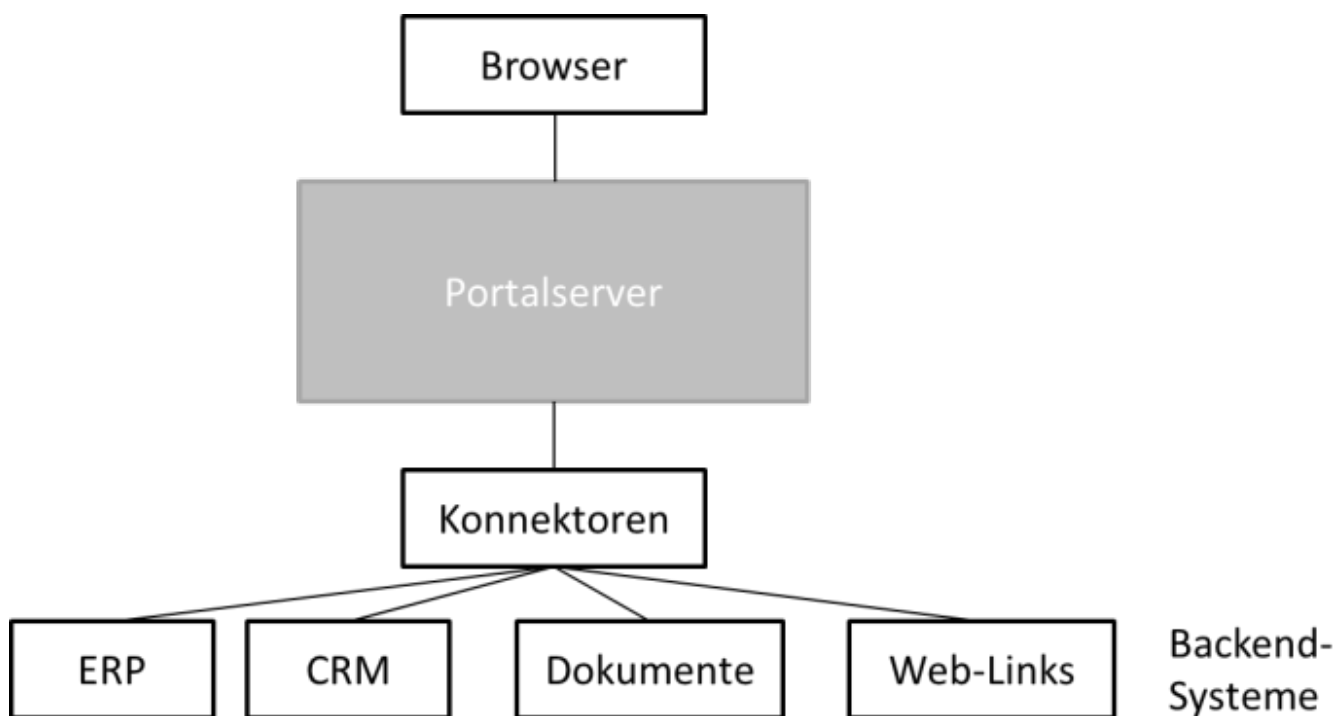 Browser
Portalserver
Konnektoren
ERP
CRM
Dokumente
Web-Links
Backend-
Systeme